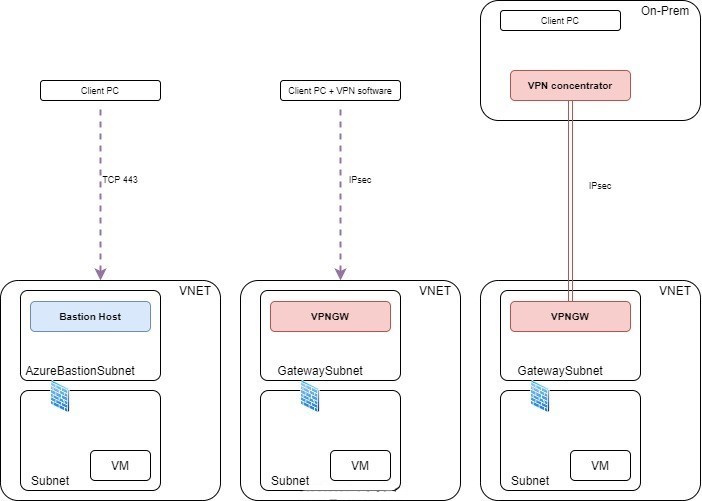 Client PC
TCP 443
VNET
Bastion Host
AzureBastionSubnet
VM
Subnet
Client PC + VPN software
IPsec
VNET
VPNGW
GatewaySubnet
VM
Subnet
On-Prem
Client PC
VPN concentrator
IPsec
VNET
VPNGW
GatewaySubnet
VM
Subnet